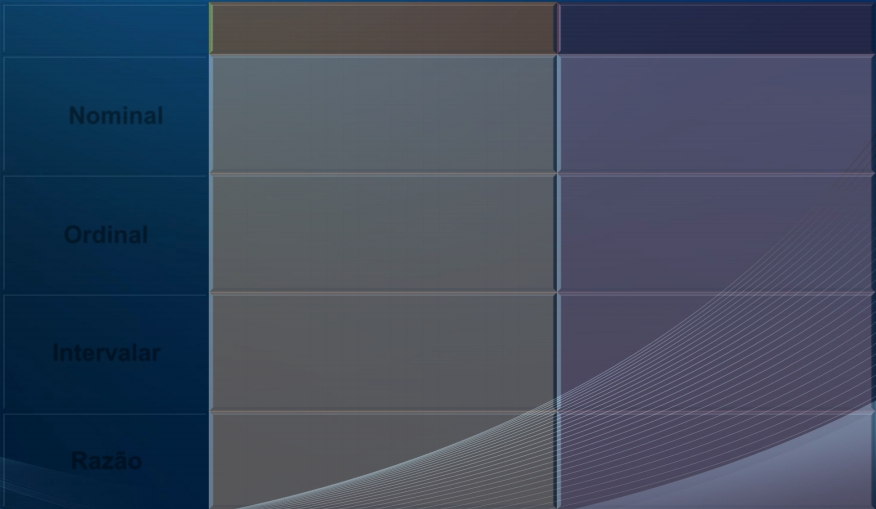 Nominal
Ordinal
Intervalar
Razão